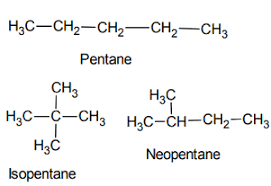 H₃C—CH₂—CH₂—CH₂—CH₃
Pentane
CH₃
H₃C—C—CH₃
H₃C
Isopentane
H₃C
H₃C—CH—CH₂—CH₃
Neopentane